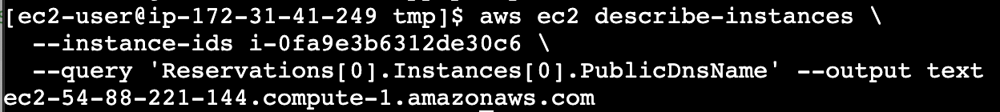 [ec2-user@ip-172-31-41-249 tmp]$ aws ec2 describe-instances \
  --instance-ids i-0fa9e3b6312de30c6 \
  --query 'Reservations[0].Instances[0].PublicDnsName' --output text
ec2-54-88-221-144.compute-1.amazonaws.com